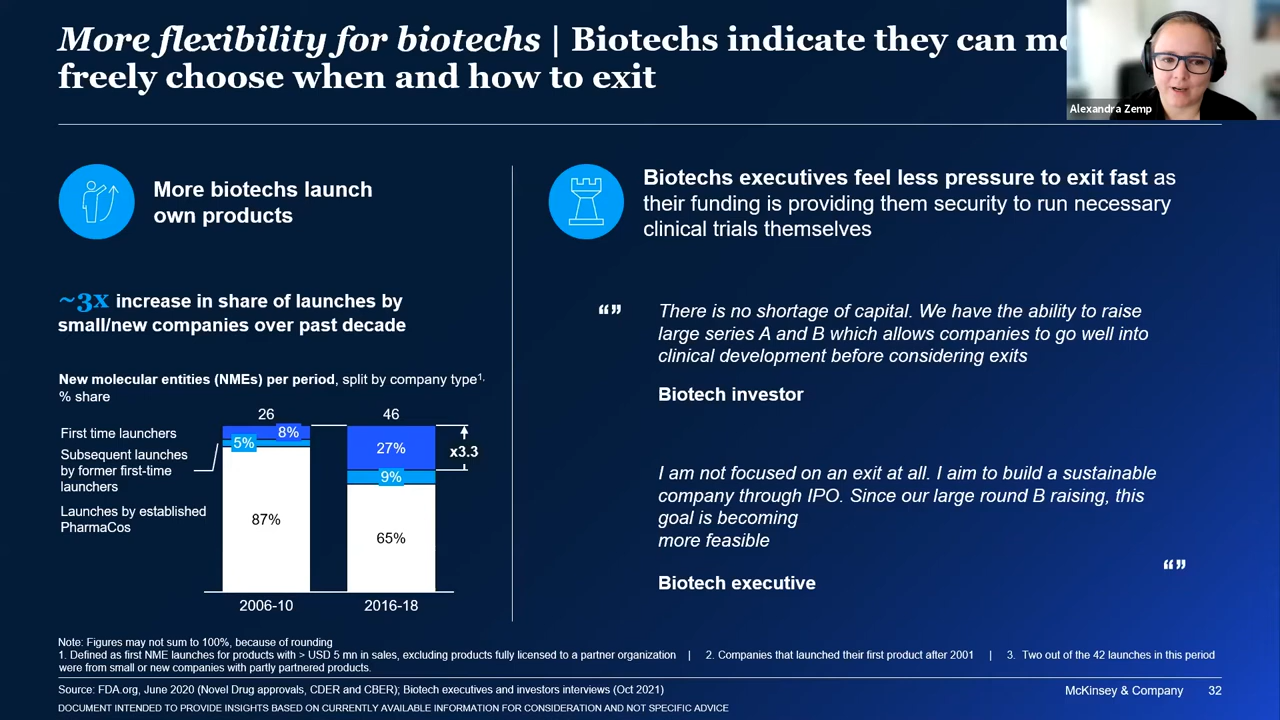 More flexibility for biotechs | Biotechs indicate they can
freely choose when and how to exit
Alexandra Zemp
More biotechs launch
own products
~3x increase in share of launches by
small/new companies over past decade
New molecular entities (NMEs) per period, split by company type1,
% share
26
46
First time launchers
8%
27%
x3.3
5%
Subsequent launches
by former first-time
launchers
9%
Launches by established
PharmaCos
87%
65%
2006-10
2016-18
Biotechs executives feel less pressure to exit fast as
their funding is providing them security to run necessary
clinical trials themselves
“”
There is no shortage of capital. We have the ability to raise
large series A and B which allows companies to go well into
clinical development before considering exits
Biotech investor
I am not focused on an exit at all. I aim to build a sustainable
company through IPO. Since our large round B raising, this
goal is becoming
more feasible
“”
Biotech executive
Note: Figures may not sum to 100%, because of rounding
1. Defined as first NME launches for products with > USD 5 mn in sales, excluding products fully licensed to a partner organization | 2. Companies that launched their first product after 2001 | 3. Two out of the 42 launches in this period
were from small or new companies with partly partnered products.
Source: FDA.org, June 2020 (Novel Drug approvals, CDER and CBER); Biotech executives and investors interviews (Oct 2021)
McKinsey & Company 32
DOCUMENT INTENDED TO PROVIDE INSIGHTS BASED ON CURRENTLY AVAILABLE INFORMATION FOR CONSIDERATION AND NOT SPECIFIC ADVICE